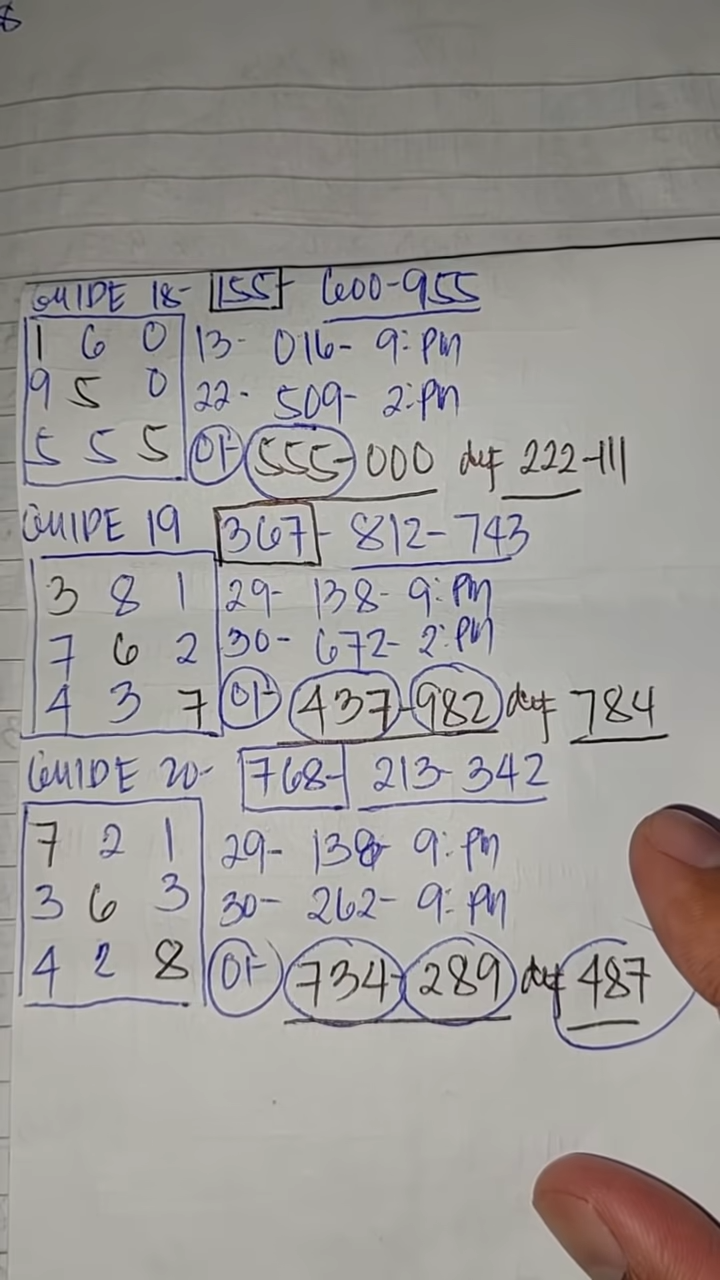 GUIDE 18- 155- 600-955
1 6 0 13- 016- 9:PM
9 5 0 22- 509- 2:PM
5 5 5 OF 555-000 def 222-111
GUIDE 19 367- 812-743
3 8 1 29- 138- 9:PM
7 6 2 30- 672- 2:PM
4 3 7 OF 437-982 def 784
GUIDE 20- 768- 213-342
7 2 1 29- 138- 9:PM
3 6 3 30- 262- 9:PM
4 2 8 OF 734-289 def 487